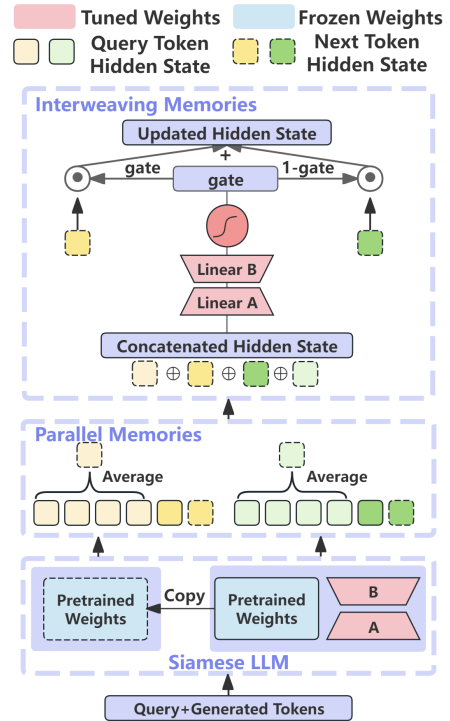 Tuned Weights
Frozen Weights
Query Token
Hidden State
Next Token
Hidden State
Interweaving Memories
Updated Hidden State
+
gate
gate
1-gate
Linear B
Linear A
Concatenated Hidden State
⊕ ⊕ ⊕
Parallel Memories
Average
Average
Pretrained
Weights
Copy
Pretrained
Weights
B
A
Siamese LLM
Query+Generated Tokens